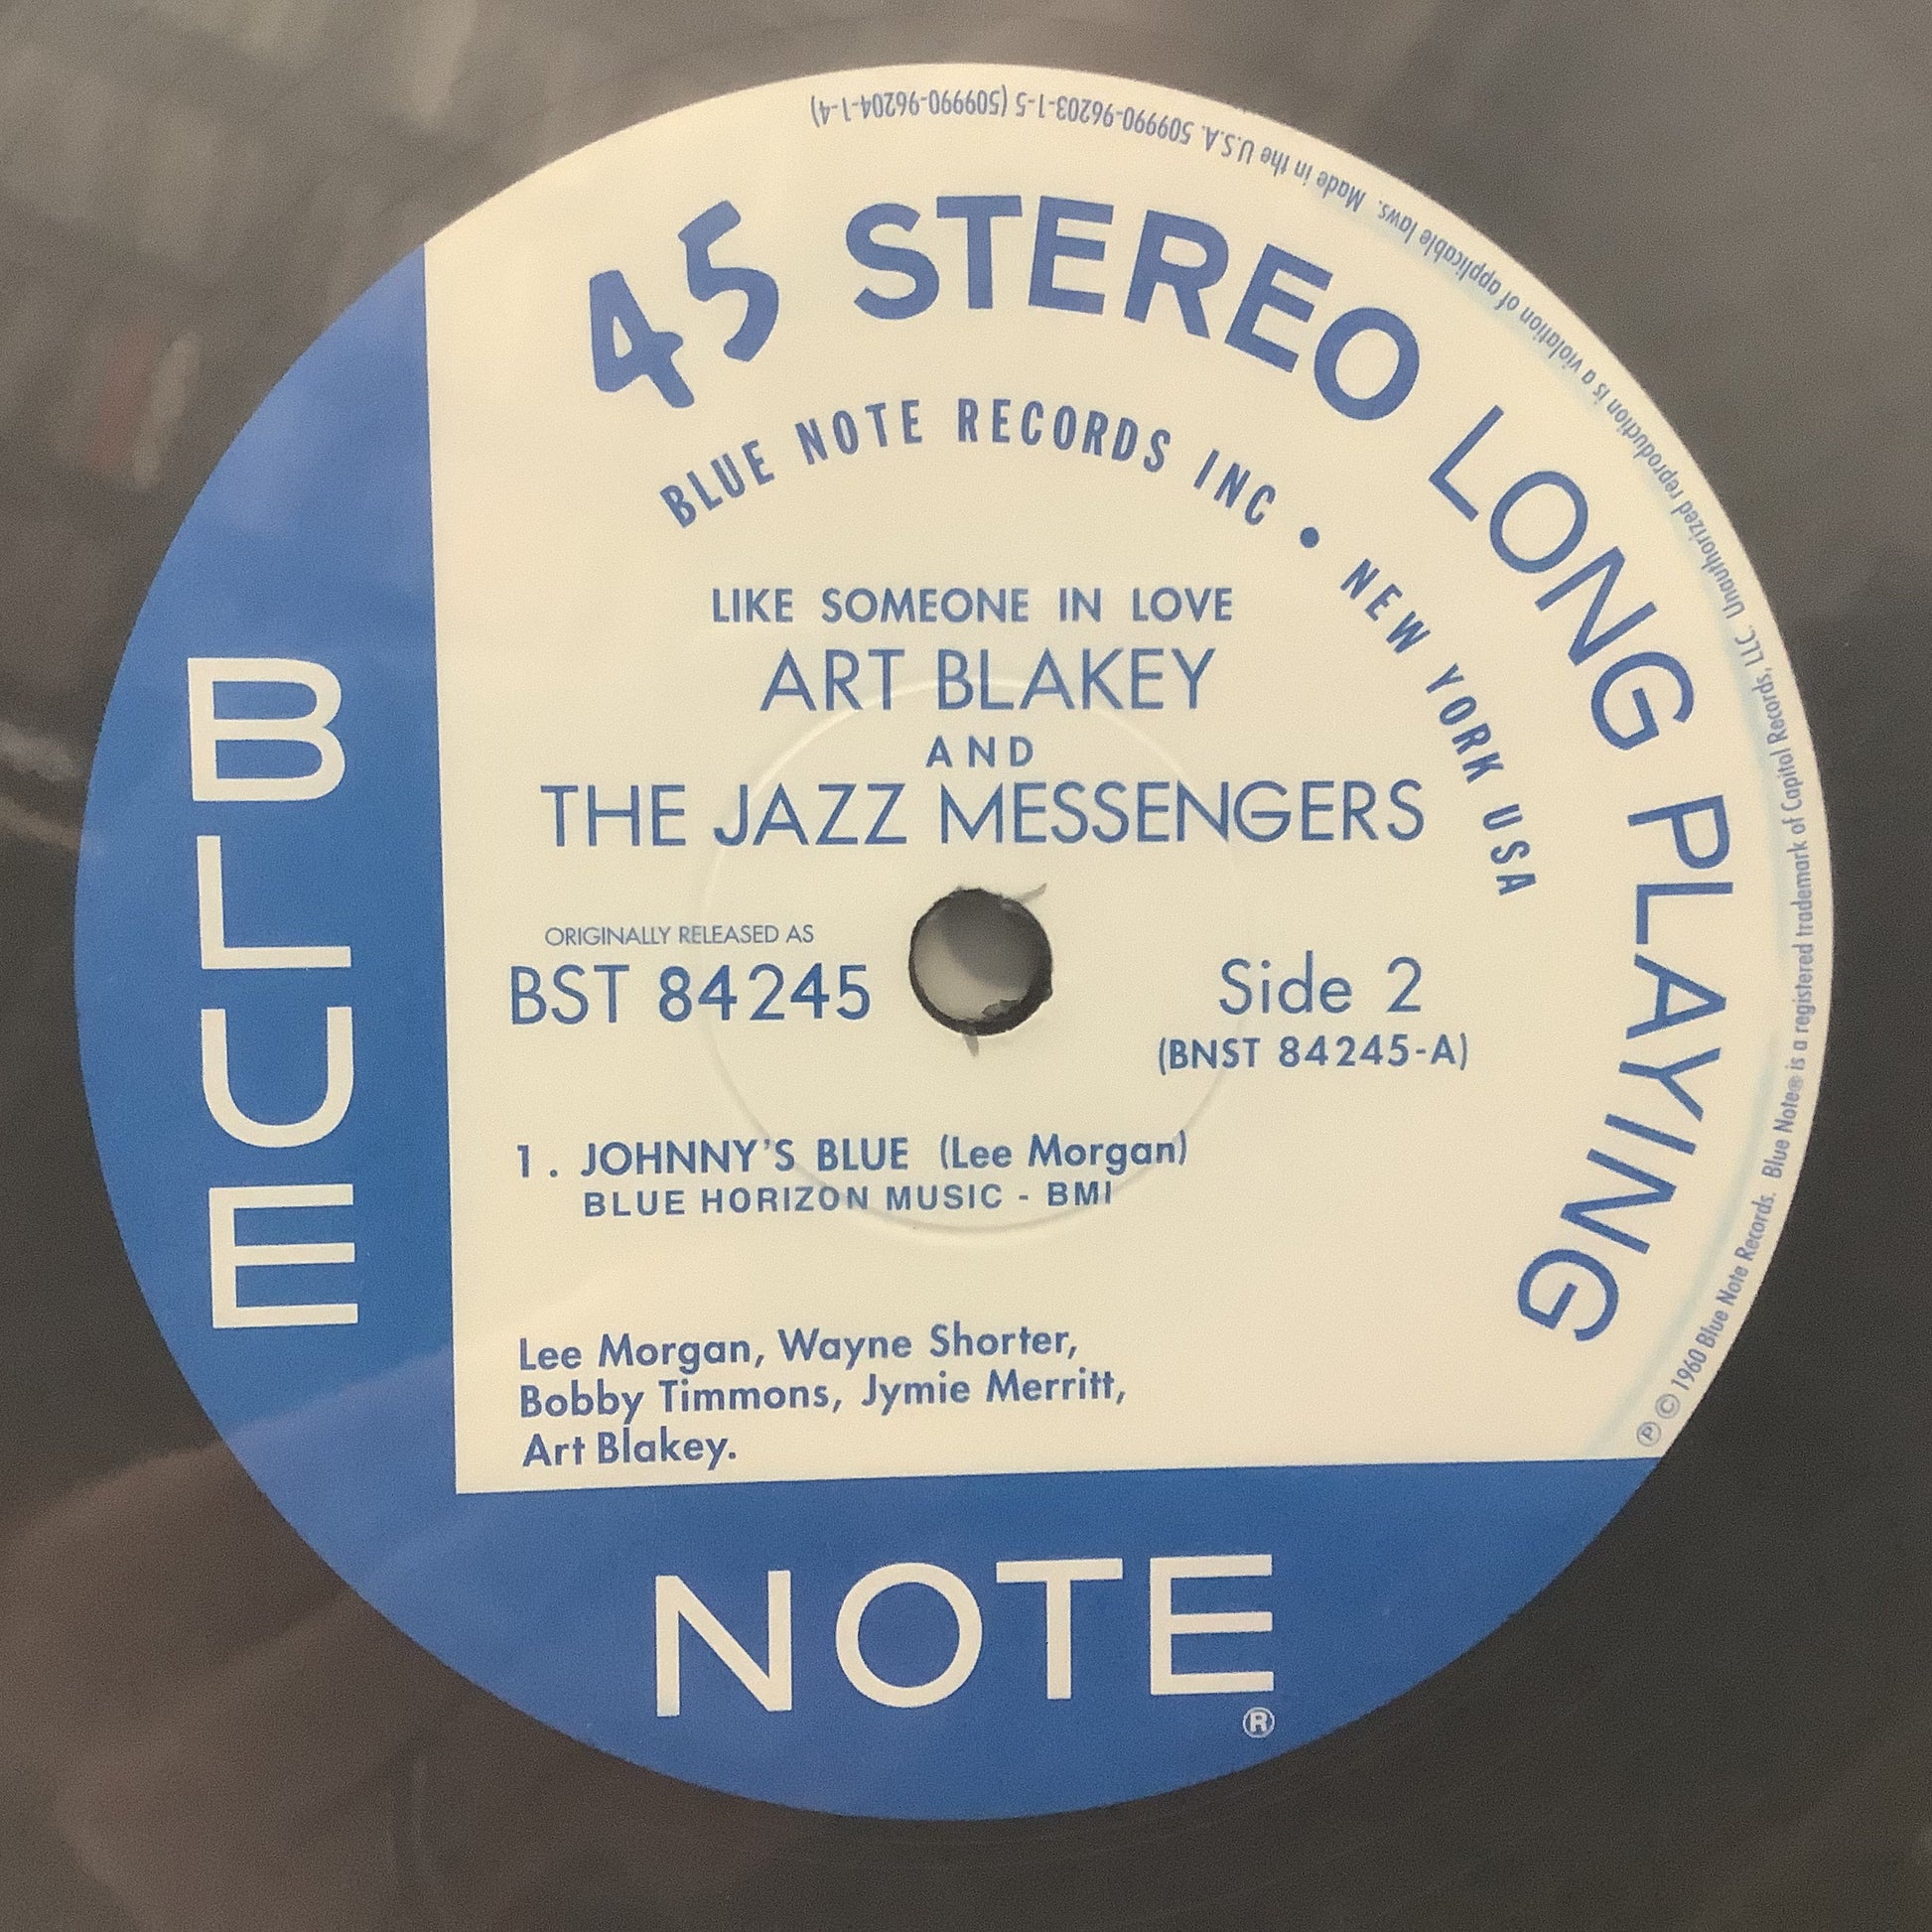 45 STEREO LONG PLAYING
BLUE NOTE RECORDS INC • NEW YORK USA
LIKE SOMEONE IN LOVE
ART BLAKEY
AND
THE JAZZ MESSENGERS
ORIGINALLY RELEASED AS
BST 84245
Side 2
(BNST 84245-A)
1. JOHNNY'S BLUE (Lee Morgan)
BLUE HORIZON MUSIC - BMI
Lee Morgan, Wayne Shorter,
Bobby Timmons, Jymie Merritt,
Art Blakey.
BLUE
NOTE®
Ⓟ © 1960 Blue Note Records. Blue Note® is a registered trademark of Capitol Records, LLC. Unauthorized reproduction is a violation of applicable laws. Made in the U.S.A. 509990-96203-1-5 (509990-96204-1-4)